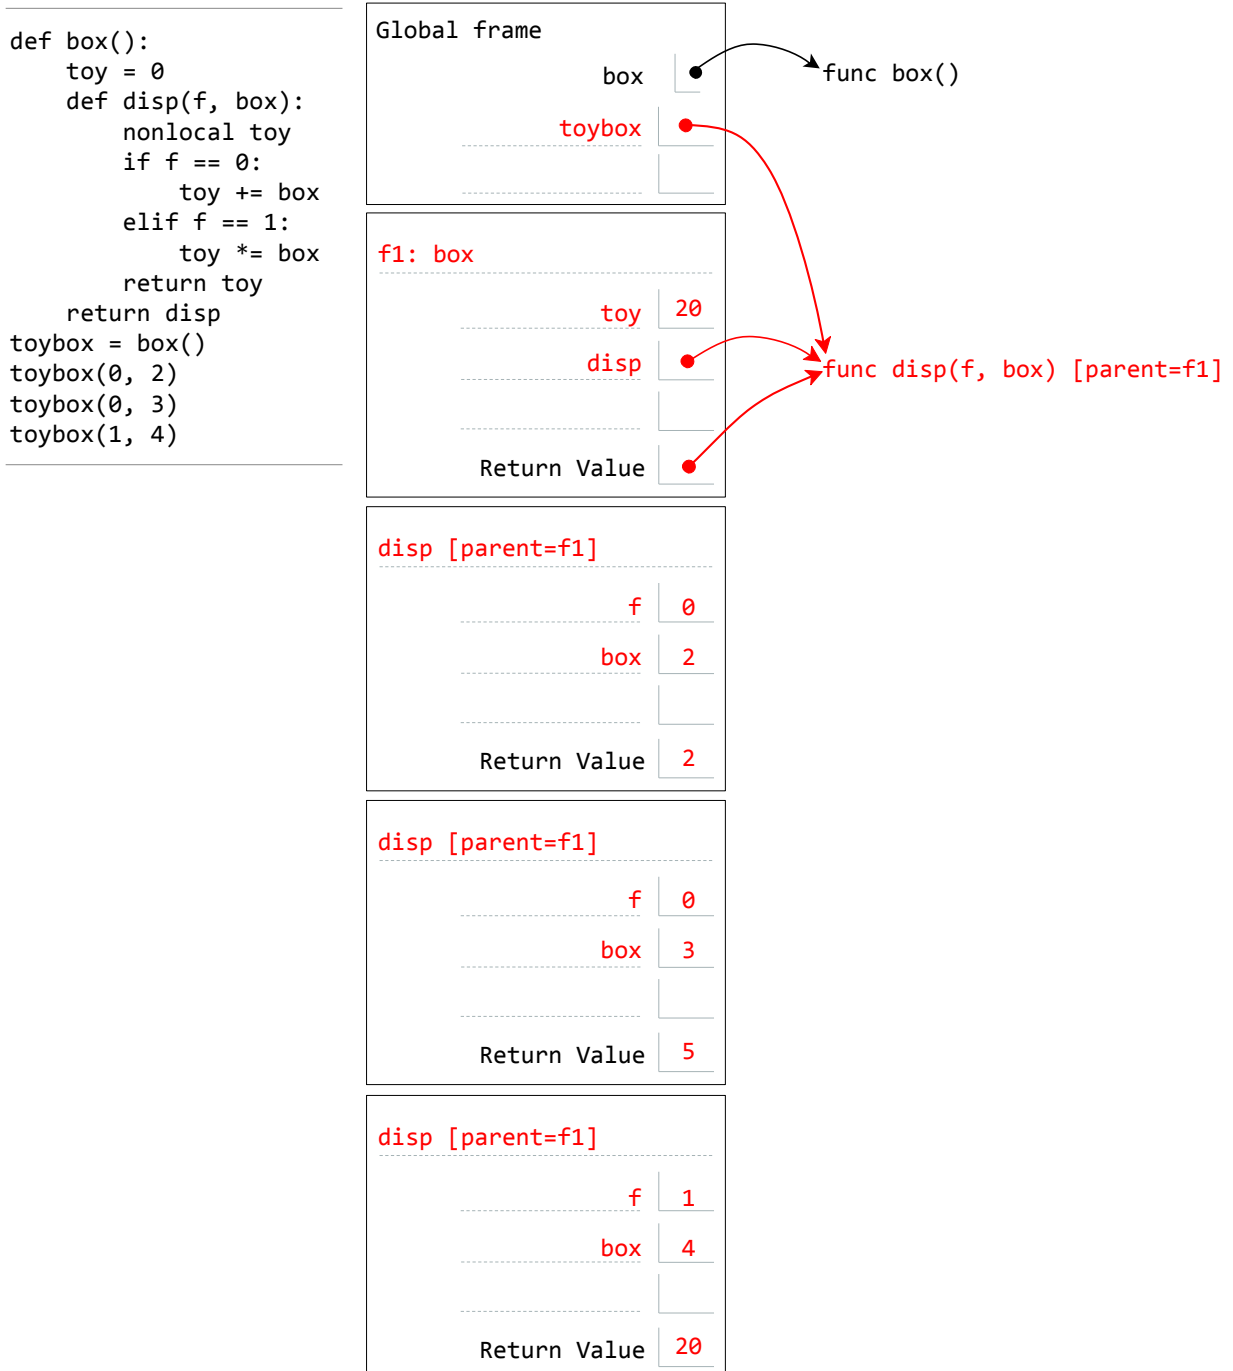 def box():
    toy = 0
    def disp(f, box):
        nonlocal toy
        if f == 0:
            toy += box
        elif f == 1:
            toy *= box
        return toy
    return disp
toybox = box()
toybox(0, 2)
toybox(0, 3)
toybox(1, 4)
Global frame
box
func box()
toybox
f1: box
toy 20
disp
func disp(f, box) [parent=f1]
Return Value
disp [parent=f1]
f 0
box 2
Return Value 2
disp [parent=f1]
f 0
box 3
Return Value 5
disp [parent=f1]
f 1
box 4
Return Value 20